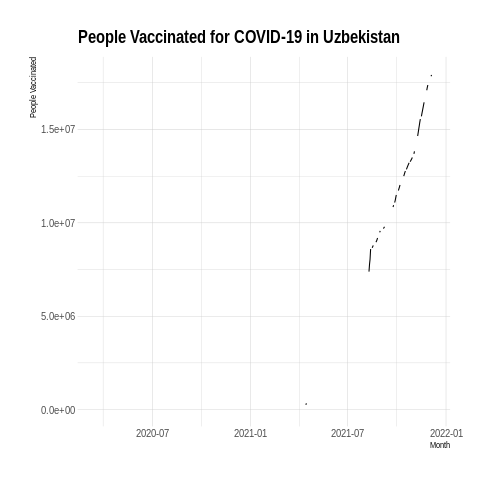 People Vaccinated for COVID-19 in Uzbekistan
People Vaccinated
1.5e+07
1.0e+07
5.0e+06
0.0e+00
2020-07 2021-01 2021-07 2022-01
Month